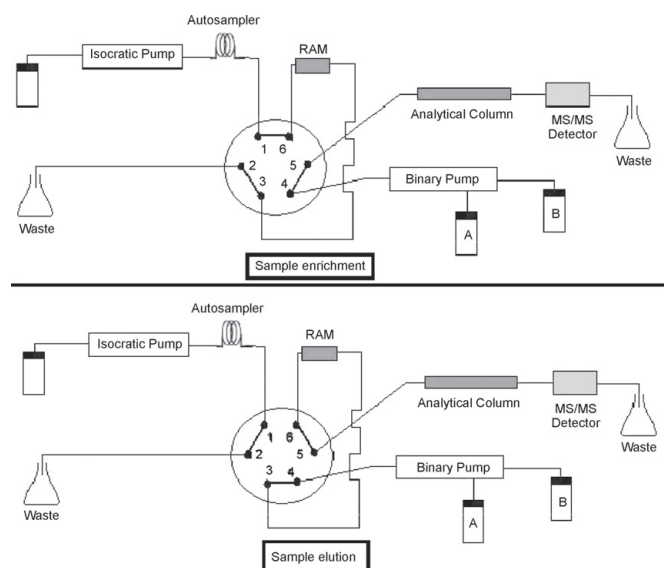 Autosampler
Isocratic Pump
RAM
Analytical Column
MS/MS
Detector
Waste
1 6
2 5
3 4
Binary Pump
Waste
A
B
Sample enrichment
Autosampler
Isocratic Pump
RAM
Analytical Column
MS/MS
Detector
Waste
1 6
2 5
3 4
Binary Pump
Waste
A
B
Sample elution